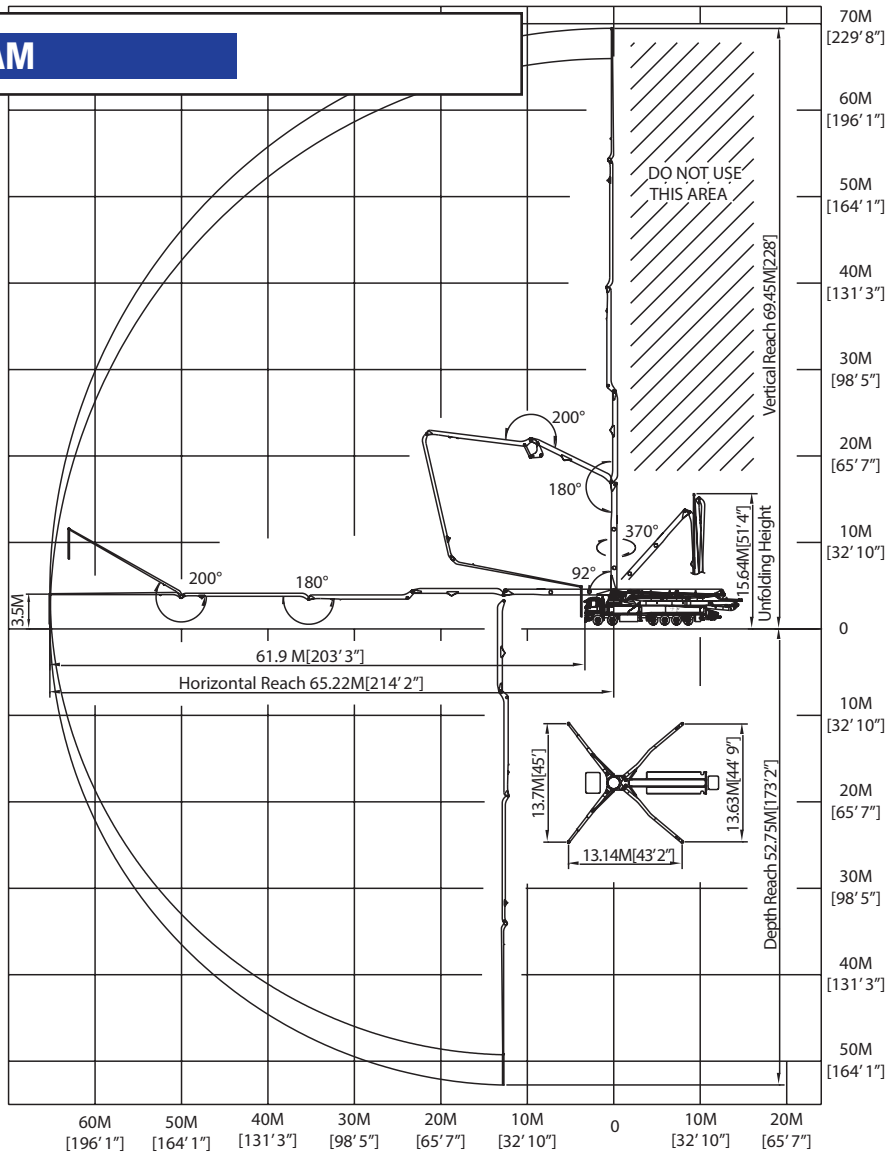 AM
70M
[229' 8"]
60M
[196' 1"]
50M
[164' 1"]
40M
[131' 3"]
30M
[98' 5"]
20M
[65' 7"]
10M
[32' 10"]
0
10M
[32' 10"]
20M
[65' 7"]
30M
[98' 5"]
40M
[131' 3"]
50M
[164' 1"]
DO NOT USE
THIS AREA
Vertical Reach 69.45M[228']
200°
180°
370°
92°
15.64M[51' 4"]
Unfolding Height
200°
180°
3.5M
61.9 M[203' 3"]
Horizontal Reach 65.22M[214' 2"]
13.7M[45']
13.63M[44' 9"]
13.14M[43'2"]
Depth Reach 52.75M[173'2"]
60M
[196' 1"]
50M
[164' 1"]
40M
[131' 3"]
30M
[98' 5"]
20M
[65' 7"]
10M
[32' 10"]
0
10M
[32' 10"]
20M
[65' 7"]